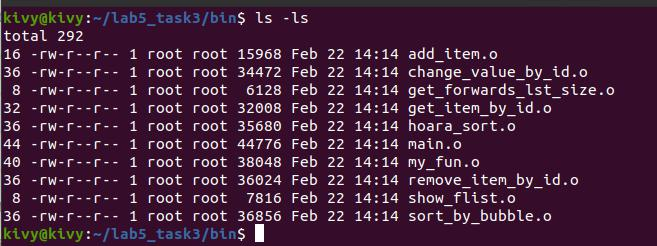 kivy@kivy:~/lab5_task3/bin$ ls -ls
total 292
16 -rw-r--r-- 1 root root 15968 Feb 22 14:14 add_item.o
36 -rw-r--r-- 1 root root 34472 Feb 22 14:14 change_value_by_id.o
 8 -rw-r--r-- 1 root root  6128 Feb 22 14:14 get_forwards_lst_size.o
32 -rw-r--r-- 1 root root 32008 Feb 22 14:14 get_item_by_id.o
36 -rw-r--r-- 1 root root 35680 Feb 22 14:14 hoara_sort.o
44 -rw-r--r-- 1 root root 44776 Feb 22 14:14 main.o
40 -rw-r--r-- 1 root root 38048 Feb 22 14:14 my_fun.o
36 -rw-r--r-- 1 root root 36024 Feb 22 14:14 remove_item_by_id.o
 8 -rw-r--r-- 1 root root  7816 Feb 22 14:14 show_flist.o
36 -rw-r--r-- 1 root root 36856 Feb 22 14:14 sort_by_bubble.o
kivy@kivy:~/lab5_task3/bin$